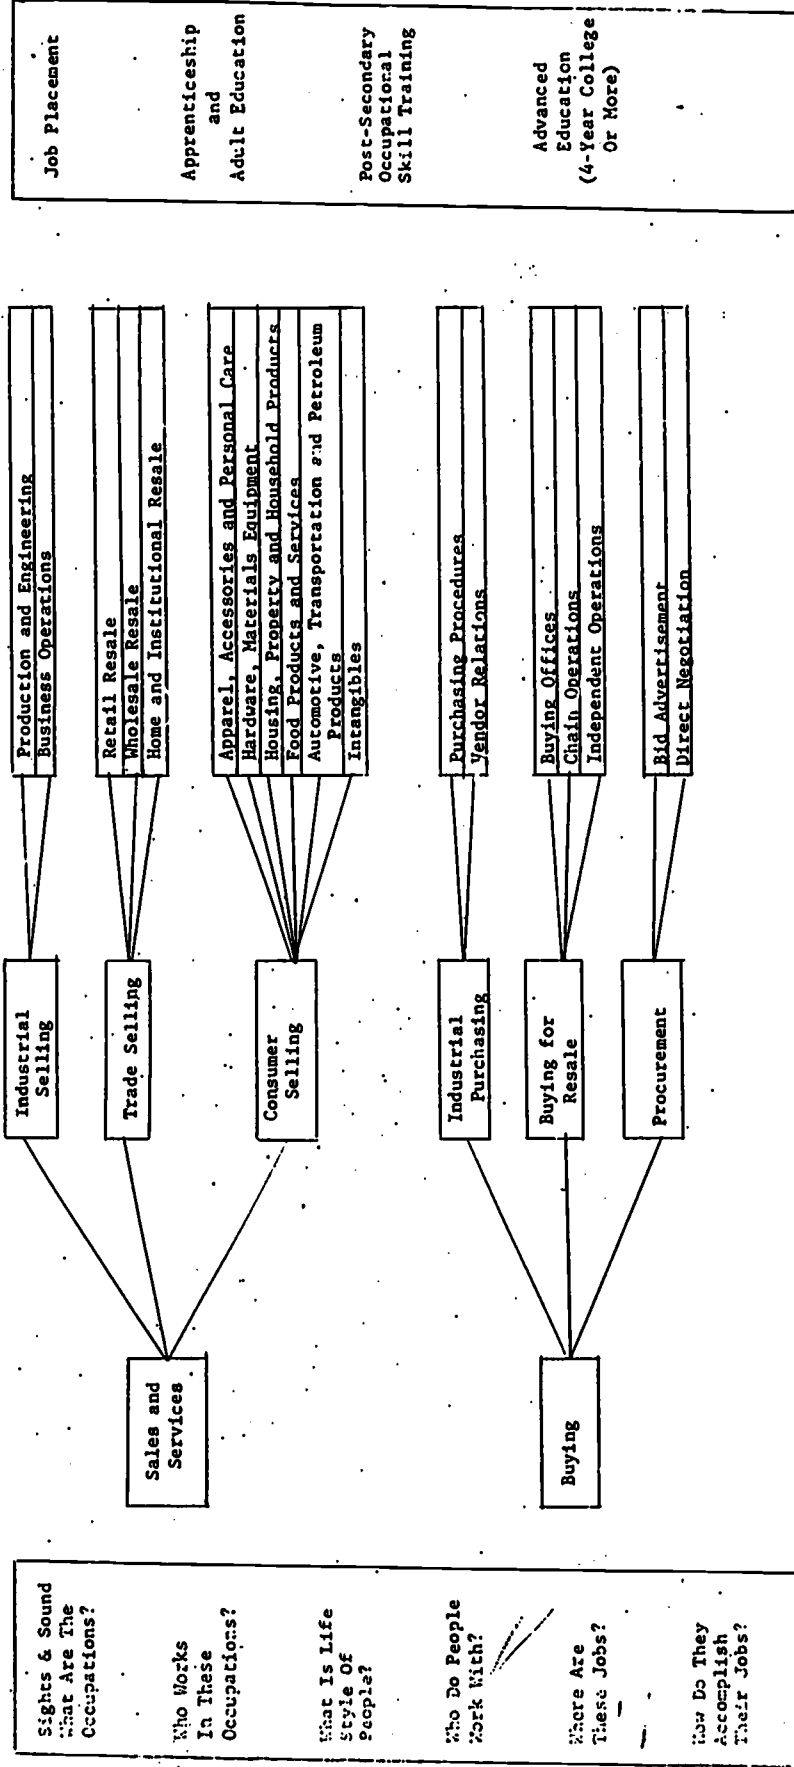 Sights & Sound
What Are The
Occupations?
Who Works
In These
Occupations?
What Is Life
Style Of
People?
Who Do People
Work With?
Where Are
These Jobs?
How Do They
Accomplish
Their Jobs?
Sales and
Services
Buying
Industrial
Selling
Trade Selling
Consumer
Selling
Industrial
Purchasing
Buying for
Resale
Procurement
Production and Engineering
Business Operations
Retail Resale
Wholesale Resale
Home and Institutional Resale
Apparel, Accessories and Personal Care
Hardware, Materials Equipment
Housing, Property and Household Products
Food Products and Services
Automotive, Transportation and Petroleum
Products
Intangibles
Purchasing Procedures
Vendor Relations
Buying Offices
Chain Operations
Independent Operations
Bid Advertisement
Direct Negotiation
Job Placement
Apprenticeship
and
Adult Education
Post-Secondary
Occupational
Skill Training
Advanced
Education
(4-Year College
Or More)